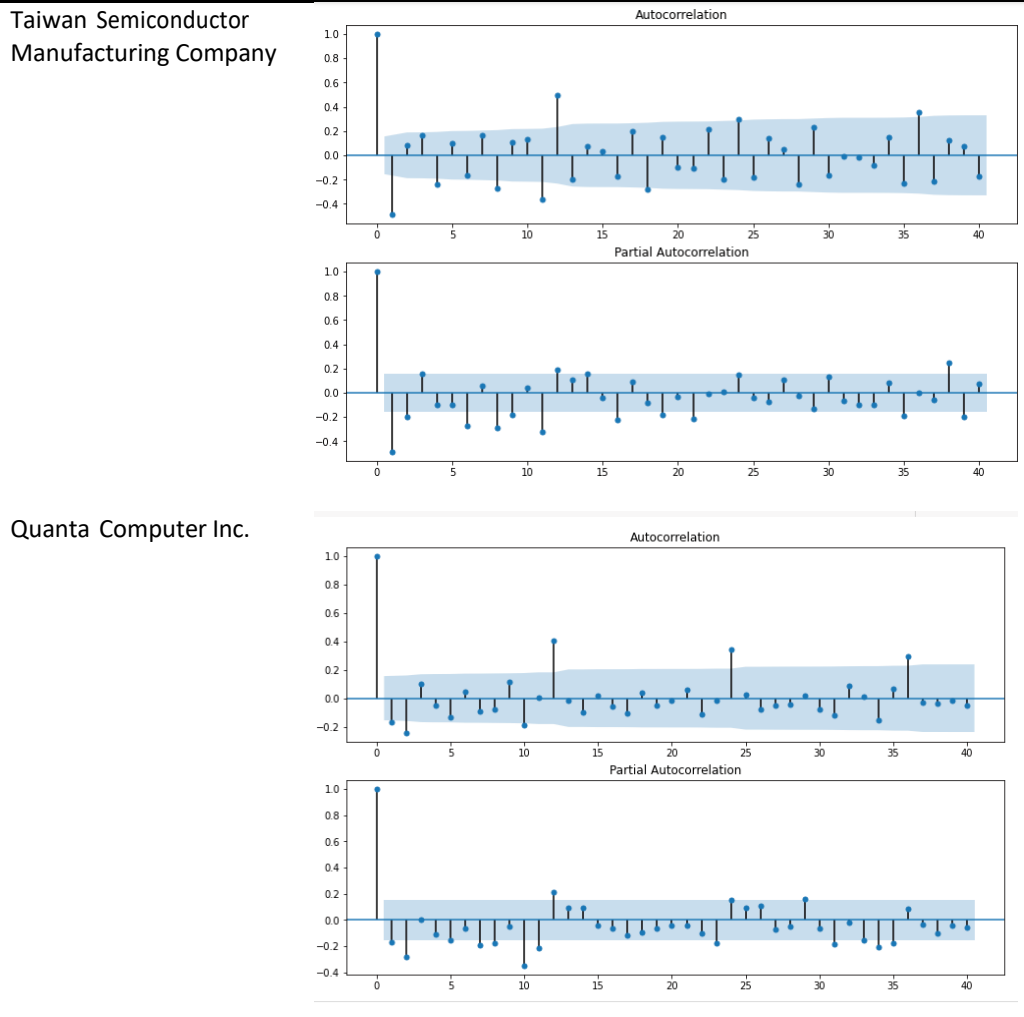 Taiwan Semiconductor
Manufacturing Company
Autocorrelation
1.0
0.8
0.6
0.4
0.2
0.0
−0.2
−0.4
0 5 10 15 20 25 30 35 40
Partial Autocorrelation
1.0
0.8
0.6
0.4
0.2
0.0
−0.2
−0.4
0 5 10 15 20 25 30 35 40
Quanta Computer Inc.
Autocorrelation
1.0
0.8
0.6
0.4
0.2
0.0
−0.2
0 5 10 15 20 25 30 35 40
Partial Autocorrelation
1.0
0.8
0.6
0.4
0.2
0.0
−0.2
−0.4
0 5 10 15 20 25 30 35 40